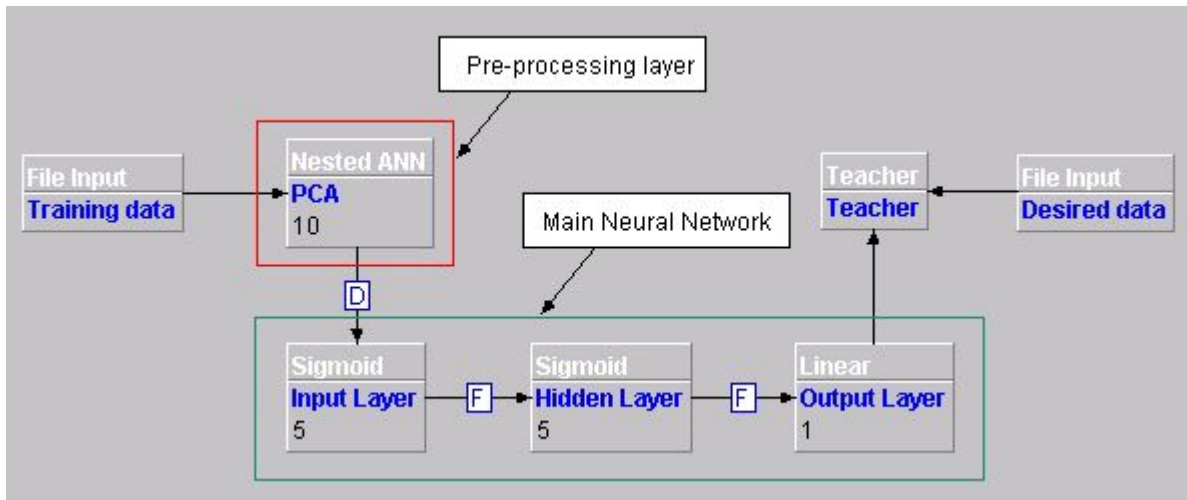 Pre-processing layer
Nested ANN
PCA
10
File Input
Training data
Teacher
Teacher
File Input
Desired data
Main Neural Network
D
Sigmoid
Input Layer
5
F
Sigmoid
Hidden Layer
5
F
Linear
Output Layer
1